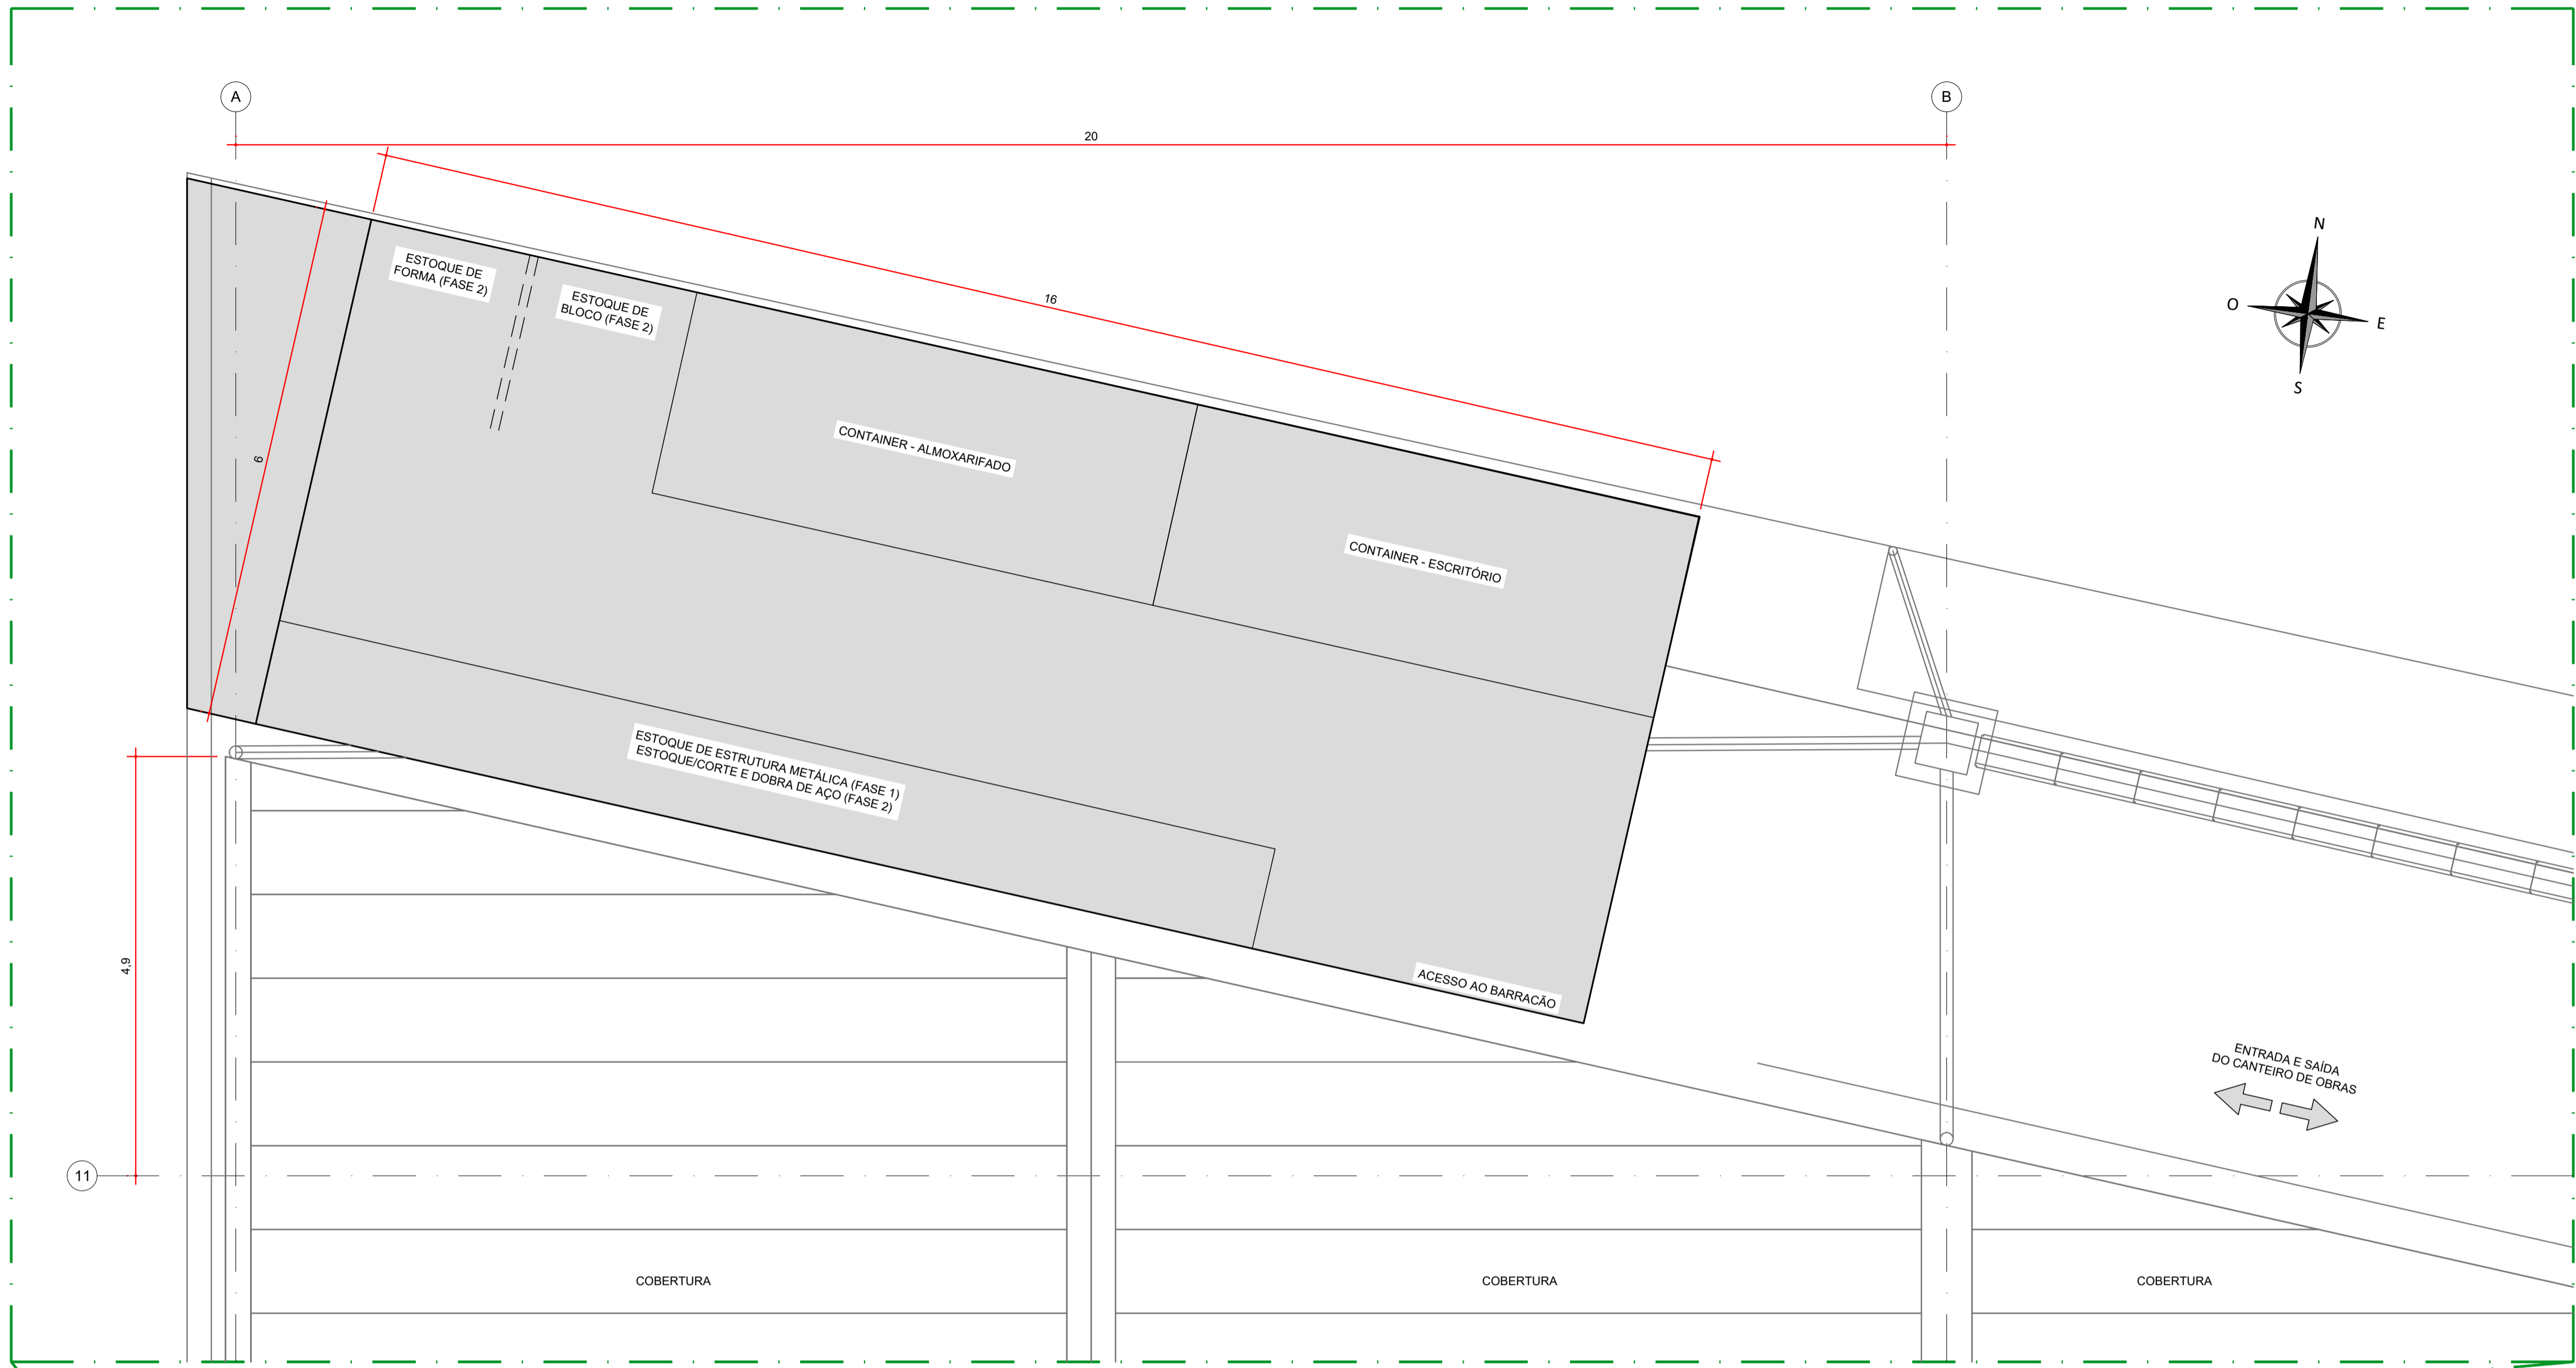 A
B
20
16
N
O
E
S
ESTOQUE DE
FORMA (FASE 2)
ESTOQUE DE
BLOCO (FASE 2)
CONTAINER - ALMOXARIFADO
6
CONTAINER - ESCRITÓRIO
ESTOQUE DE ESTRUTURA METÁLICA (FASE 1)
ESTOQUE/CORTE E DOBRA DE AÇO (FASE 2)
4,9
ACESSO AO BARRACÃO
ENTRADA E SAÍDA
DO CANTEIRO DE OBRAS
11
COBERTURA
COBERTURA
COBERTURA